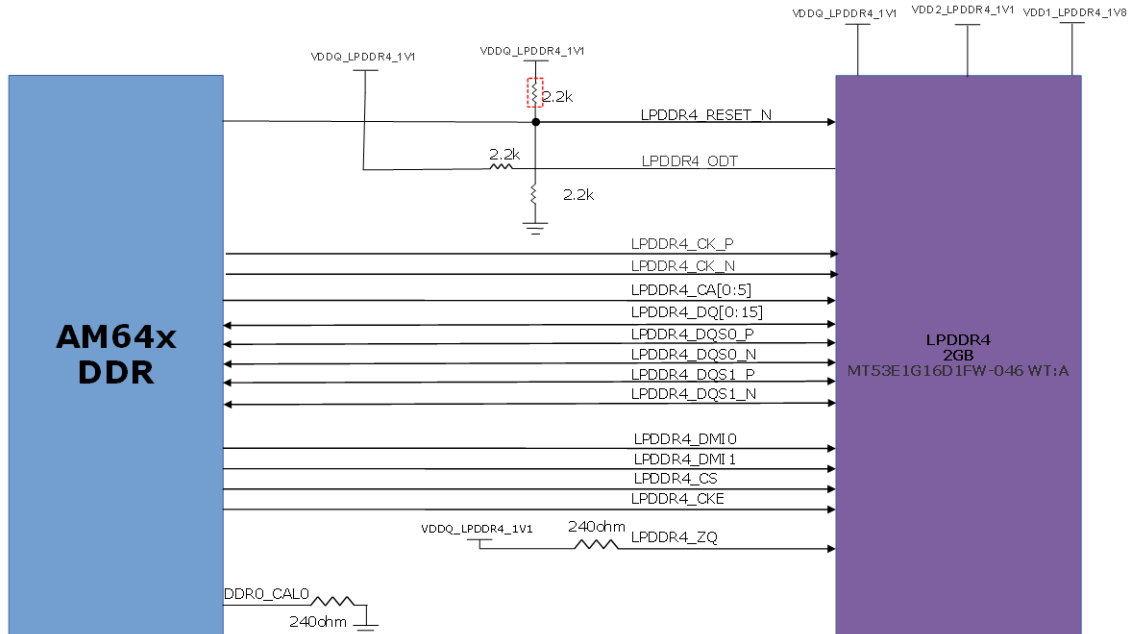 VDDQ_LPDDR4_1V1
VDD2_LPDDR4_1V1
VDD1_LPDDR4_1V8
VDDQ_LPDDR4_1V1
VDDQ_LPDDR4_1V1
2.2k
LPDDR4_RESET_N
2.2k
LPDDR4_ODT
2.2k
LPDDR4_CK_P
LPDDR4_CK_N
LPDDR4_CA[0:5]
LPDDR4_DQ[0:15]
LPDDR4_DQS0_P
LPDDR4_DQS0_N
LPDDR4_DQS1_P
LPDDR4_DQS1_N
AM64x
DDR
LPDDR4
2GB
MT53E1G16D1FW-046 WT:A
LPDDR4_DMI0
LPDDR4_DMI1
LPDDR4_CS
LPDDR4_CKE
VDDQ_LPDDR4_1V1
240ohm
LPDDR4_ZQ
DDR0_CAL0
240ohm